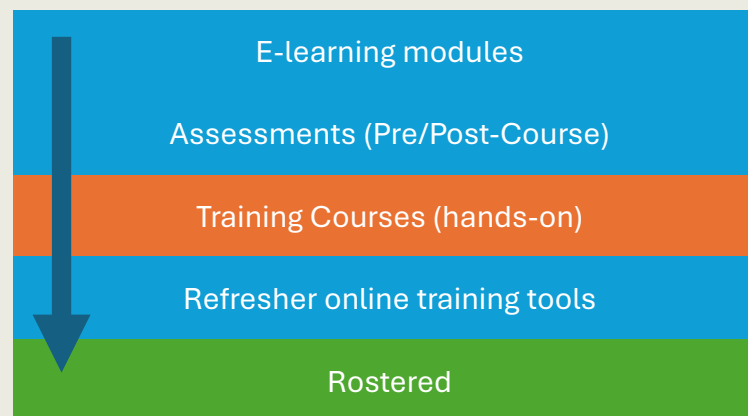 E-learning modules
Assessments (Pre/Post-Course)
Training Courses (hands-on)
Refresher online training tools
Rostered